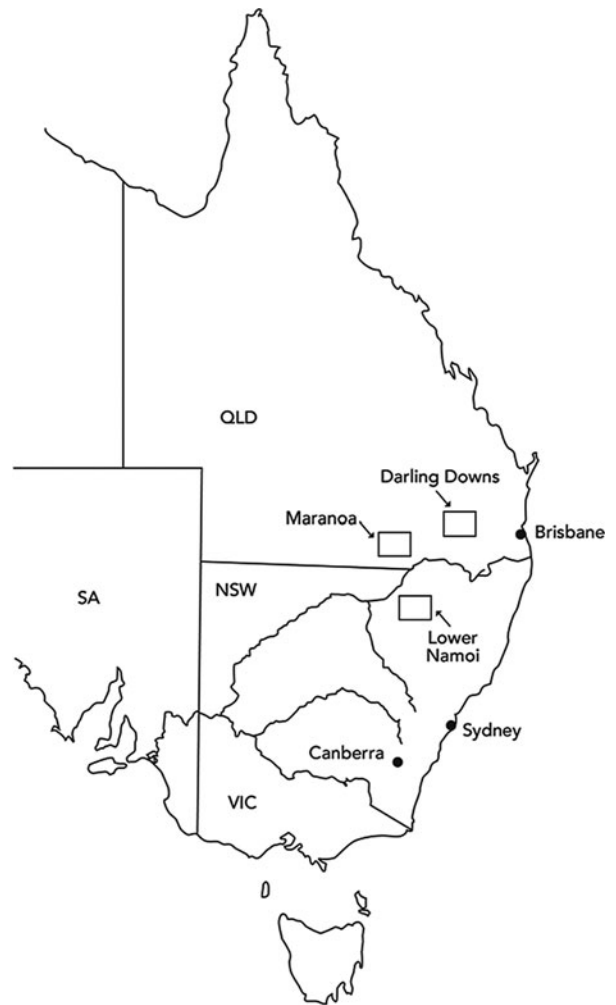 QLD
Darling Downs
Maranoa
Brisbane
SA
NSW
Lower
Namoi
Sydney
Canberra
VIC